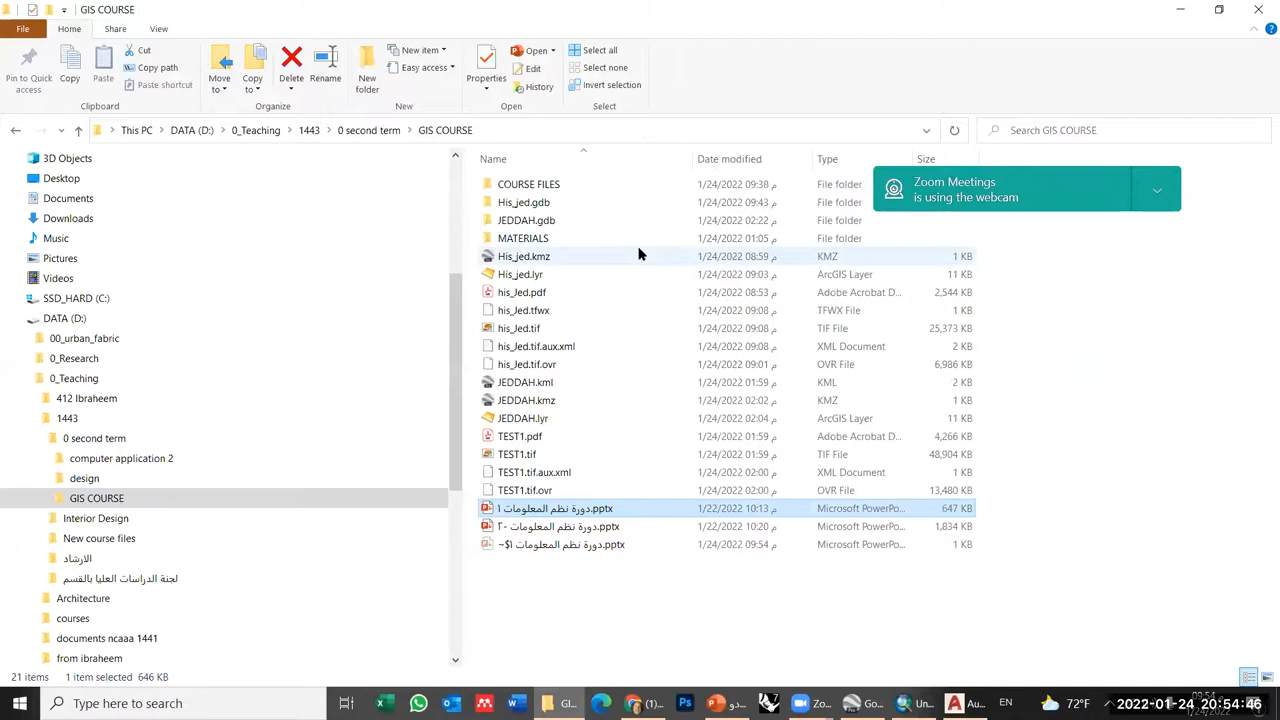 GIS COURSE
File Home Share View
Pin to Quick access
Copy
Paste
Cut
Copy path
Paste shortcut
Clipboard
Move to
Copy to
Delete
Rename
Organize
New folder
New item
Easy access
New
Properties
Open
Edit
History
Open
Select all
Select none
Invert selection
Select
This PC DATA (D:) 0_Teaching 1443 0 second term GIS COURSE
Search GIS COURSE
3D Objects
Desktop
Documents
Downloads
Music
Pictures
Videos
SSD_HARD (C:)
DATA (D:)
00_urban_fabric
0_Research
0_Teaching
412 Ibraheem
1443
0 second term
computer application 2
design
GIS COURSE
Interior Design
New course files
الارشاد
لجنة الدراسات العليا بالقسم
Architecture
courses
documents ncaaa 1441
from ibraheem
Name Date modified Type Size
COURSE FILES 1/24/2022 09:38 م File folder
His_jed.gdb 1/24/2022 09:43 م File folder
JEDDAH.gdb 1/24/2022 02:22 م File folder
MATERIALS 1/24/2022 01:05 م File folder
His_jed.kmz 1/24/2022 08:59 م KMZ 1 KB
His_jed.lyr 1/24/2022 09:03 م ArcGIS Layer 11 KB
his_Jed.pdf 1/24/2022 08:53 م Adobe Acrobat D... 2,544 KB
his_Jed.tfwx 1/24/2022 09:08 م TFWX File 1 KB
his_Jed.tif 1/24/2022 09:08 م TIF File 25,373 KB
his_Jed.tif.aux.xml 1/24/2022 09:08 م XML Document 2 KB
his_Jed.tif.ovr 1/24/2022 09:01 م OVR File 6,986 KB
JEDDAH.kml 1/24/2022 01:59 م KML 2 KB
JEDDAH.kmz 1/24/2022 02:02 م KMZ 1 KB
JEDDAH.lyr 1/24/2022 02:04 م ArcGIS Layer 11 KB
TEST1.pdf 1/24/2022 01:59 م Adobe Acrobat D... 4,266 KB
TEST1.tif 1/24/2022 01:59 م TIF File 48,904 KB
TEST1.tif.aux.xml 1/24/2022 02:00 م XML Document 2 KB
TEST1.tif.ovr 1/24/2022 02:00 م OVR File 13,480 KB
دورة نظم المعلومات ١.pptx 1/22/2022 10:13 م Microsoft PowerPo... 647 KB
دورة نظم المعلومات -٢.pptx 1/22/2022 10:20 م Microsoft PowerPo... 1,834 KB
~$دورة نظم المعلومات ١.pptx 1/24/2022 09:54 م Microsoft PowerPo... 1 KB
Zoom Meetings
is using the webcam
21 items 1 item selected 646 KB
Type here to search
Gl...
(1)...
دو...
Zo...
Go...
Un...
Au...
EN
72°F
2022-01-24 20:54:46